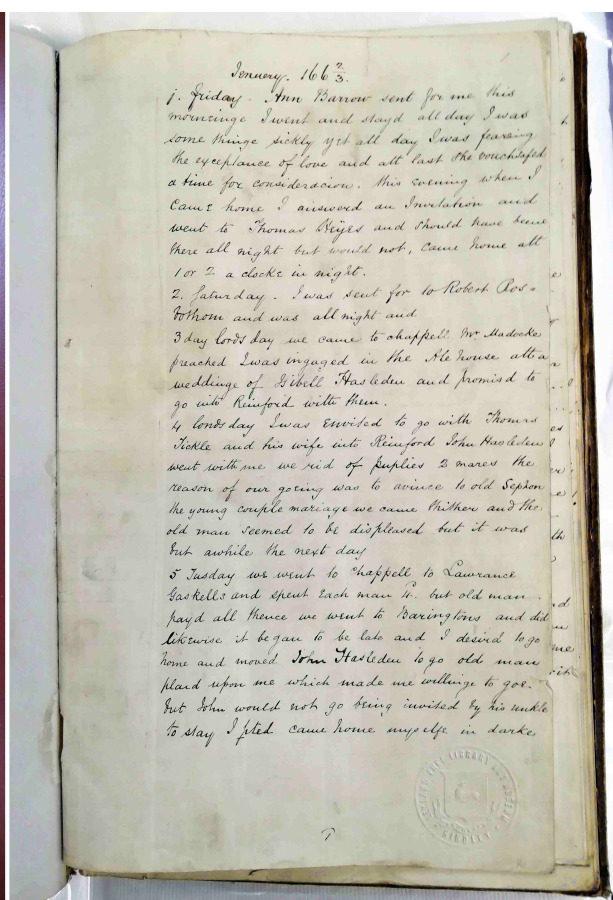 Jenuery. 166 2/3.
1. friday - Ann Barrow sent for me this
morninge I went and stayd all day I was
some thinge sickly yet all day I was fearing
the exceptance of love and att last she vouchsafed
a time for consideracion. this evening when I
came home I answered an Invitation and
went to Thomas Heyes and should have beene
there all night but would not, came home att
1 or 2 a clocke in night.
2. Saturday - I was sent for to Robert Ros=
bothom and was all night and
3 day lords day we came to chappell Mr Madocke
preached I was ingaged in the Ale house att a
weddinge of Sibell Hasleden and promisd to
go into Reinford with them.
4 lords day I was envited to go with Thomas
Tickle and his wife into Reinford John Hasleden
went with me we rid of puplies 2 mares the
reason of our goeing was to avince to old Sephon
the young couple mariage we came thither and the
old man seemed to be displeased but it was
but awhile the next day
5 Tusday we went to chappell to Lawrance
Gaskells and spent each man but old man
payd all thence we went to Baringtons and did
likewise it began to be late and I desired to go
home and moved John Hasleden to go old man
plaid upon me which made me willinge to goe.
but John would not go being invited by his unkle
to stay I pted came home myselfe in darke